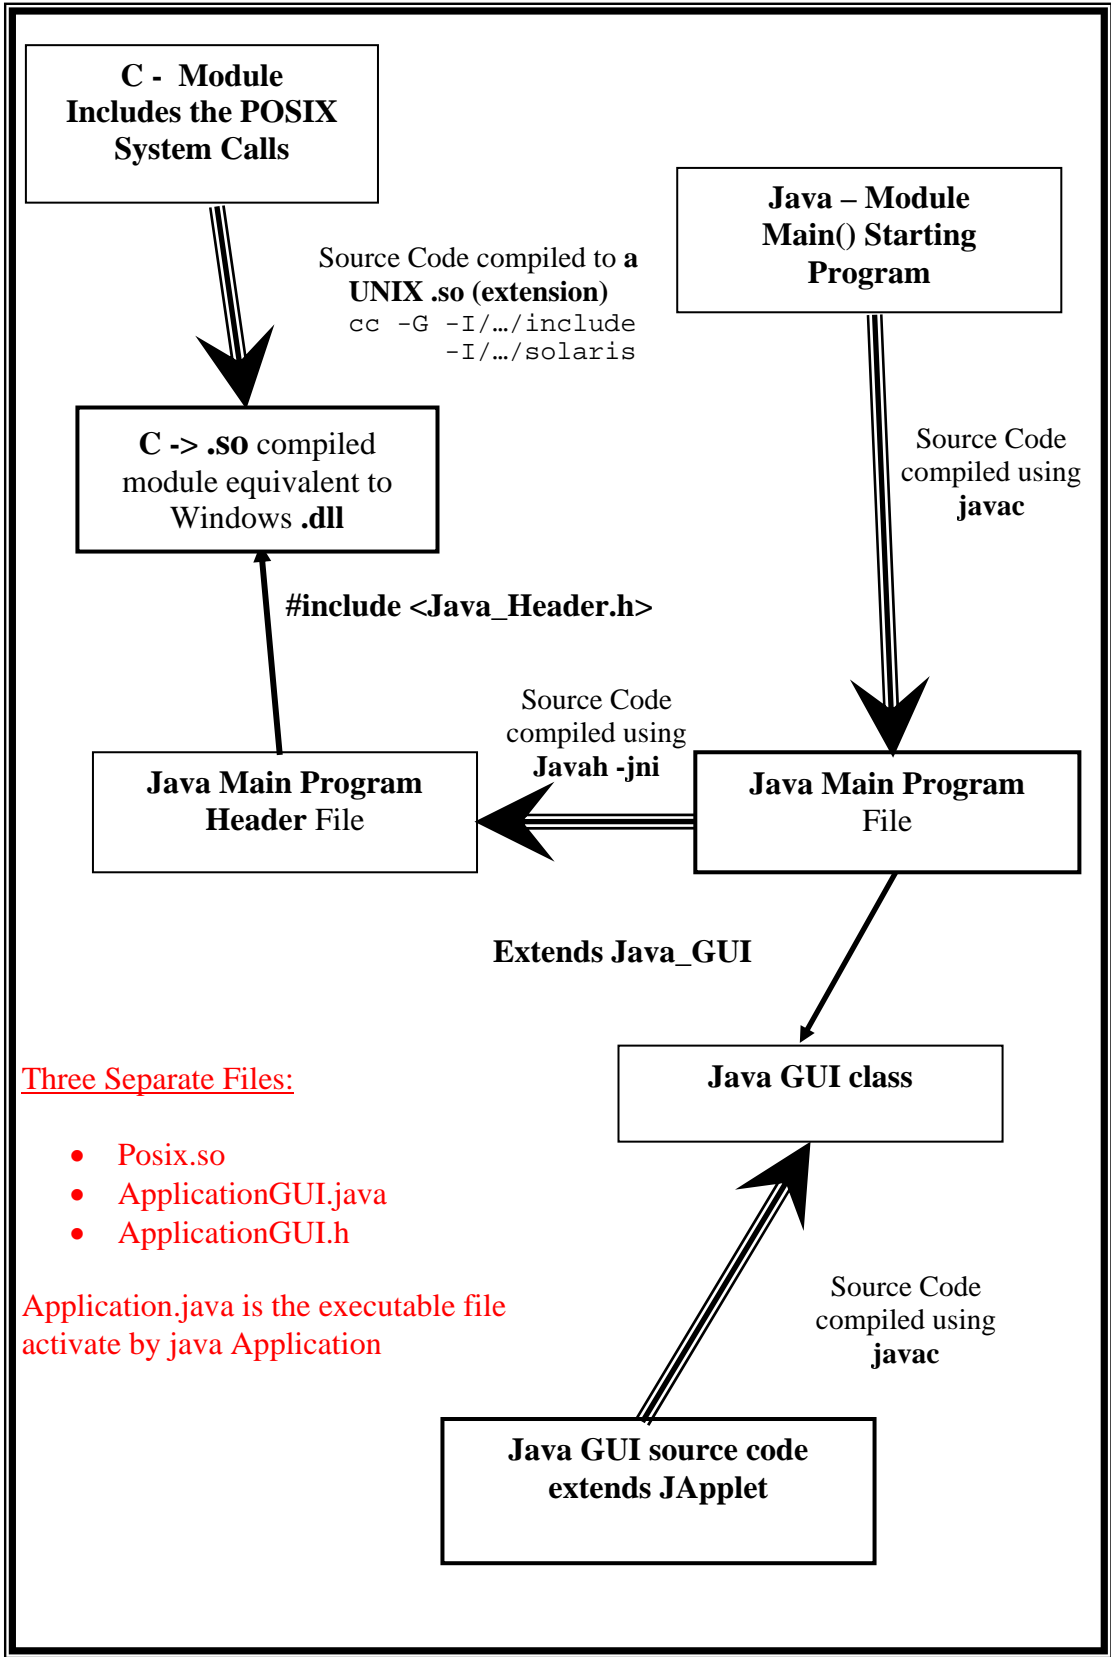 C -  Module
Includes the POSIX
System Calls
Java – Module
Main() Starting
Program
Source Code compiled to a
UNIX .so (extension)
cc -G -I/…/include
-I/…/solaris
C -> .so compiled
module equivalent to
Windows .dll
Source Code
compiled using
javac
#include <Java_Header.h>
Source Code
compiled using
Javah -jni
Java Main Program
Header File
Java Main Program
File
Extends Java_GUI
Java GUI class
Three Separate Files:
• Posix.so
• ApplicationGUI.java
• ApplicationGUI.h
Application.java is the executable file
activate by java Application
Source Code
compiled using
javac
Java GUI source code
extends JApplet